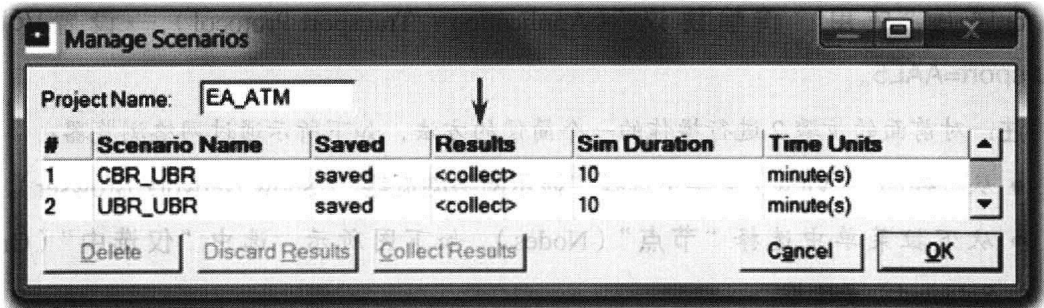 Manage Scenarios
Project Name: EA_ATM
# Scenario Name Saved Results Sim Duration Time Units
1 CBR_UBR saved <collect> 10 minute(s)
2 UBR_UBR saved <collect> 10 minute(s)
Delete Discard Results Collect Results Cancel OK